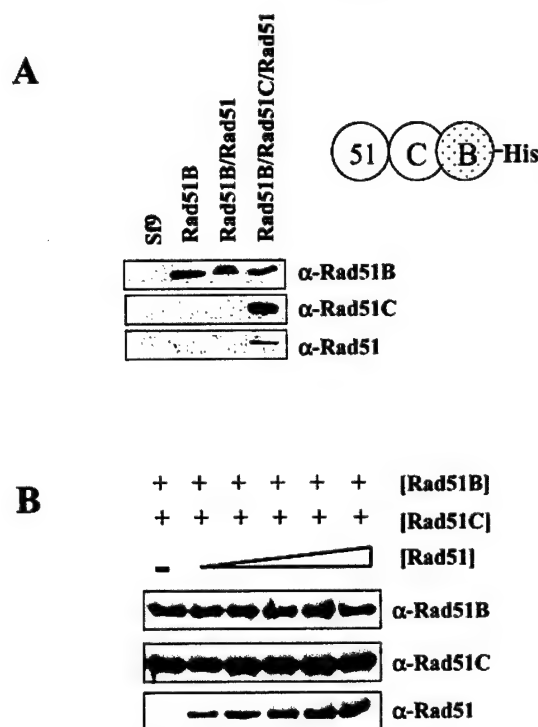 A
Sf9
Rad51B
Rad51B/Rad51
Rad51B/Rad51C/Rad51
51 C B -His
α-Rad51B
α-Rad51C
α-Rad51
B
+ + + + + + [Rad51B]
+ + + + + + [Rad51C]
- [Rad51]
α-Rad51B
α-Rad51C
α-Rad51